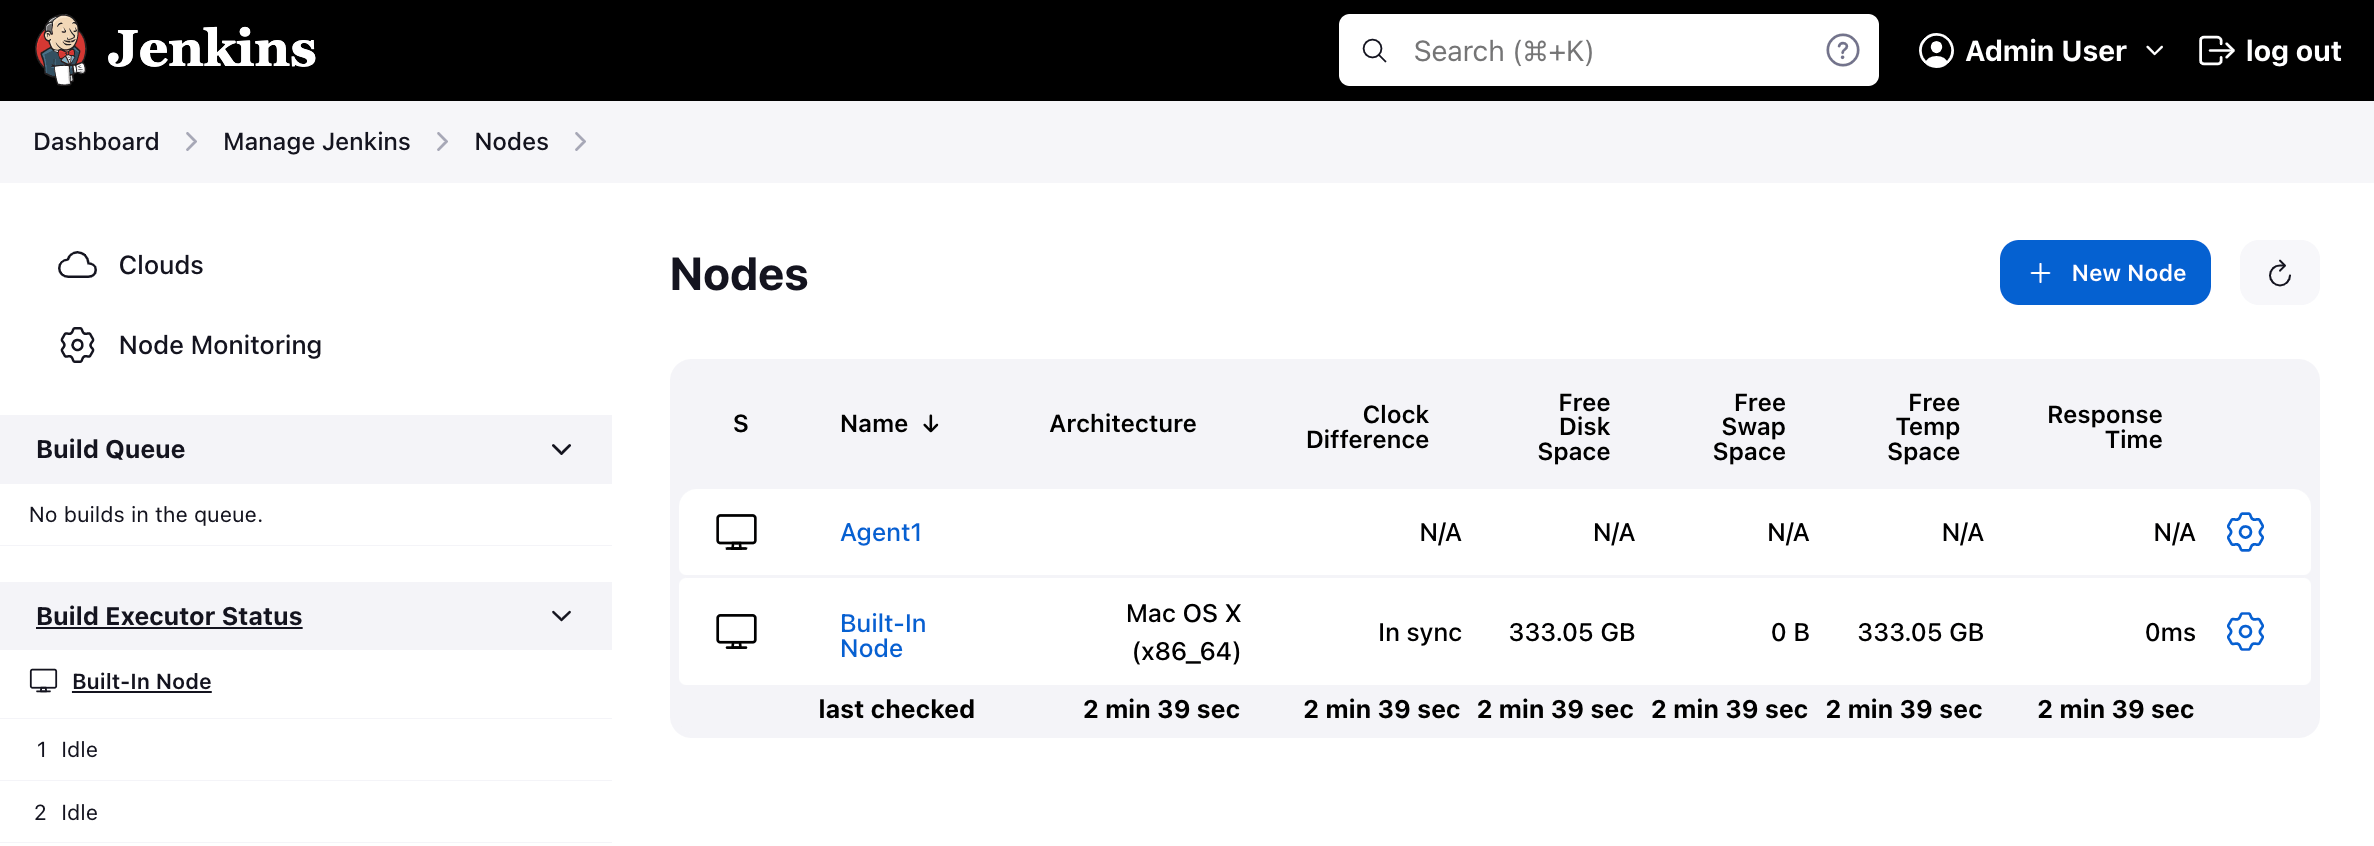 Jenkins
Search (⌘+K)
Admin User
log out
Dashboard
Manage Jenkins
Nodes
Clouds
Node Monitoring
Build Queue
No builds in the queue.
Build Executor Status
Built-In Node
1 Idle
2 Idle
Nodes
+ New Node
S
Name ↓
Architecture
Clock
Difference
Free
Disk
Space
Free
Swap
Space
Free
Temp
Space
Response
Time
Agent1 N/A N/A N/A N/A N/A
Built-In
Node
Mac OS X
(x86_64)
In sync 333.05 GB 0 B 333.05 GB 0ms
last checked 2 min 39 sec 2 min 39 sec 2 min 39 sec 2 min 39 sec 2 min 39 sec 2 min 39 sec